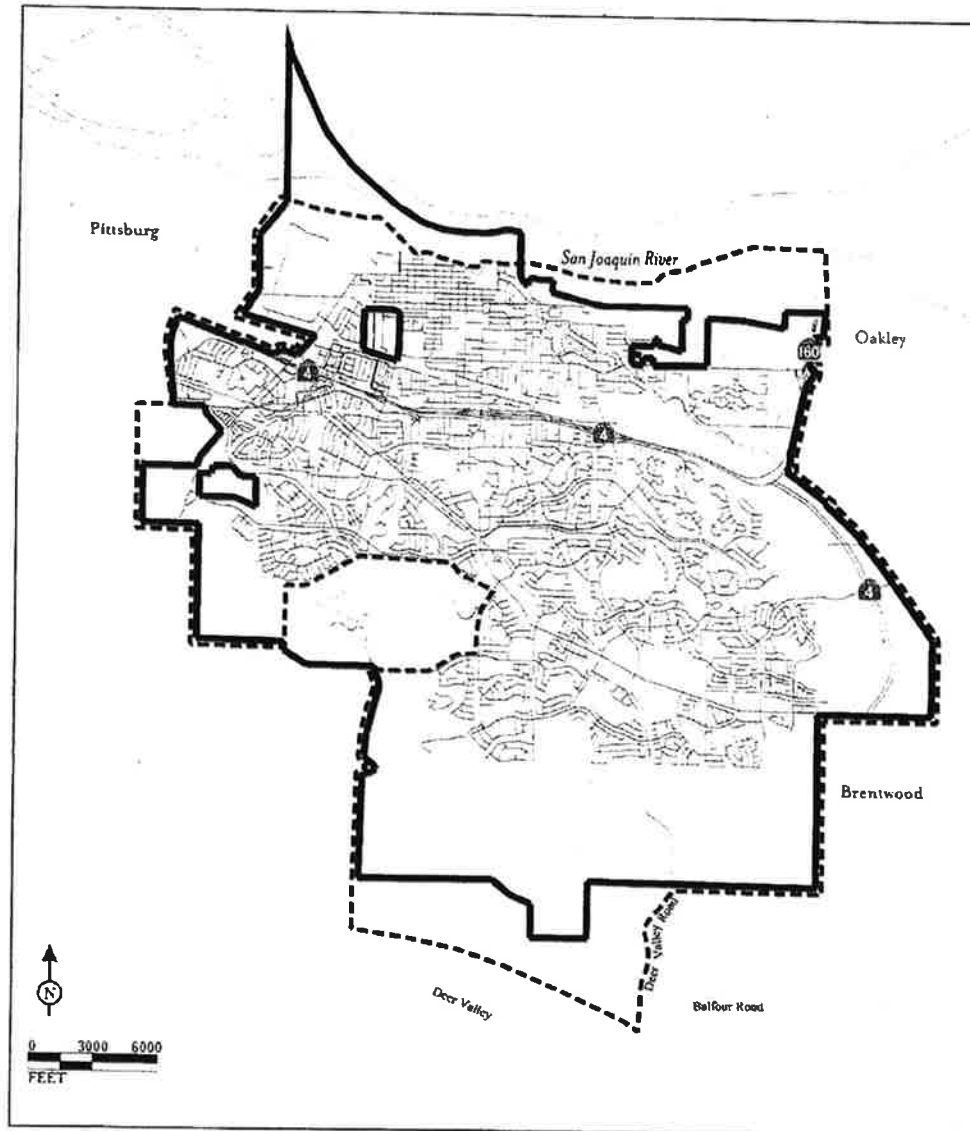 Pittsburg
San Joaquin River
Oakley
160
4
4
4
Brentwood
Deer Valley Road
Deer Valley
Balfour Road
N
0 3000 6000
FEET